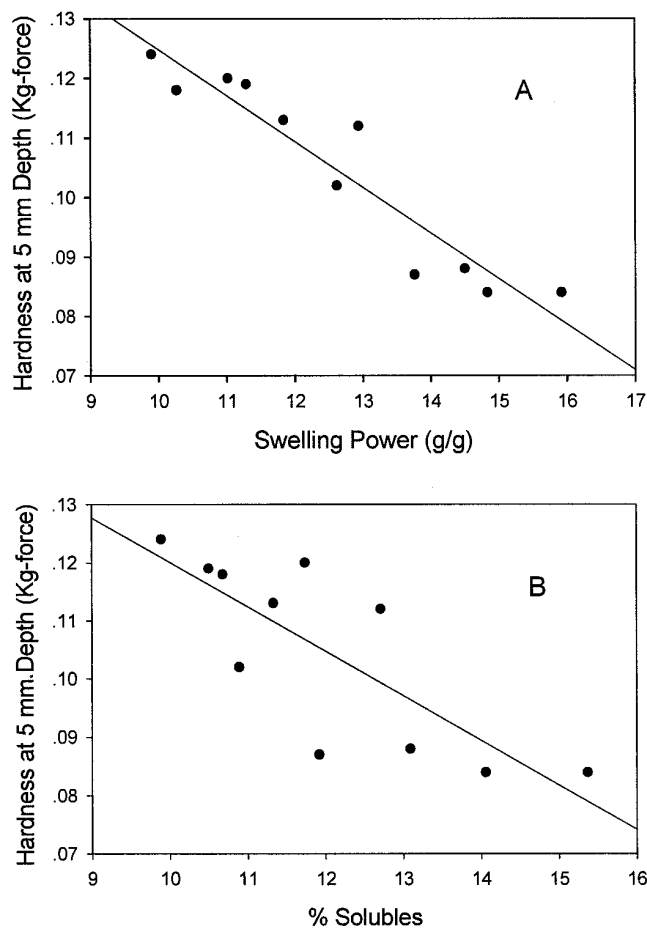 .13
.12
.11
.10
.09
.08
.07
Hardness at 5 mm Depth (Kg-force)
A
9 10 11 12 13 14 15 16 17
Swelling Power (g/g)
.13
.12
.11
.10
.09
.08
.07
Hardness at 5 mm.Depth (Kg-force)
B
9 10 11 12 13 14 15 16
% Solubles